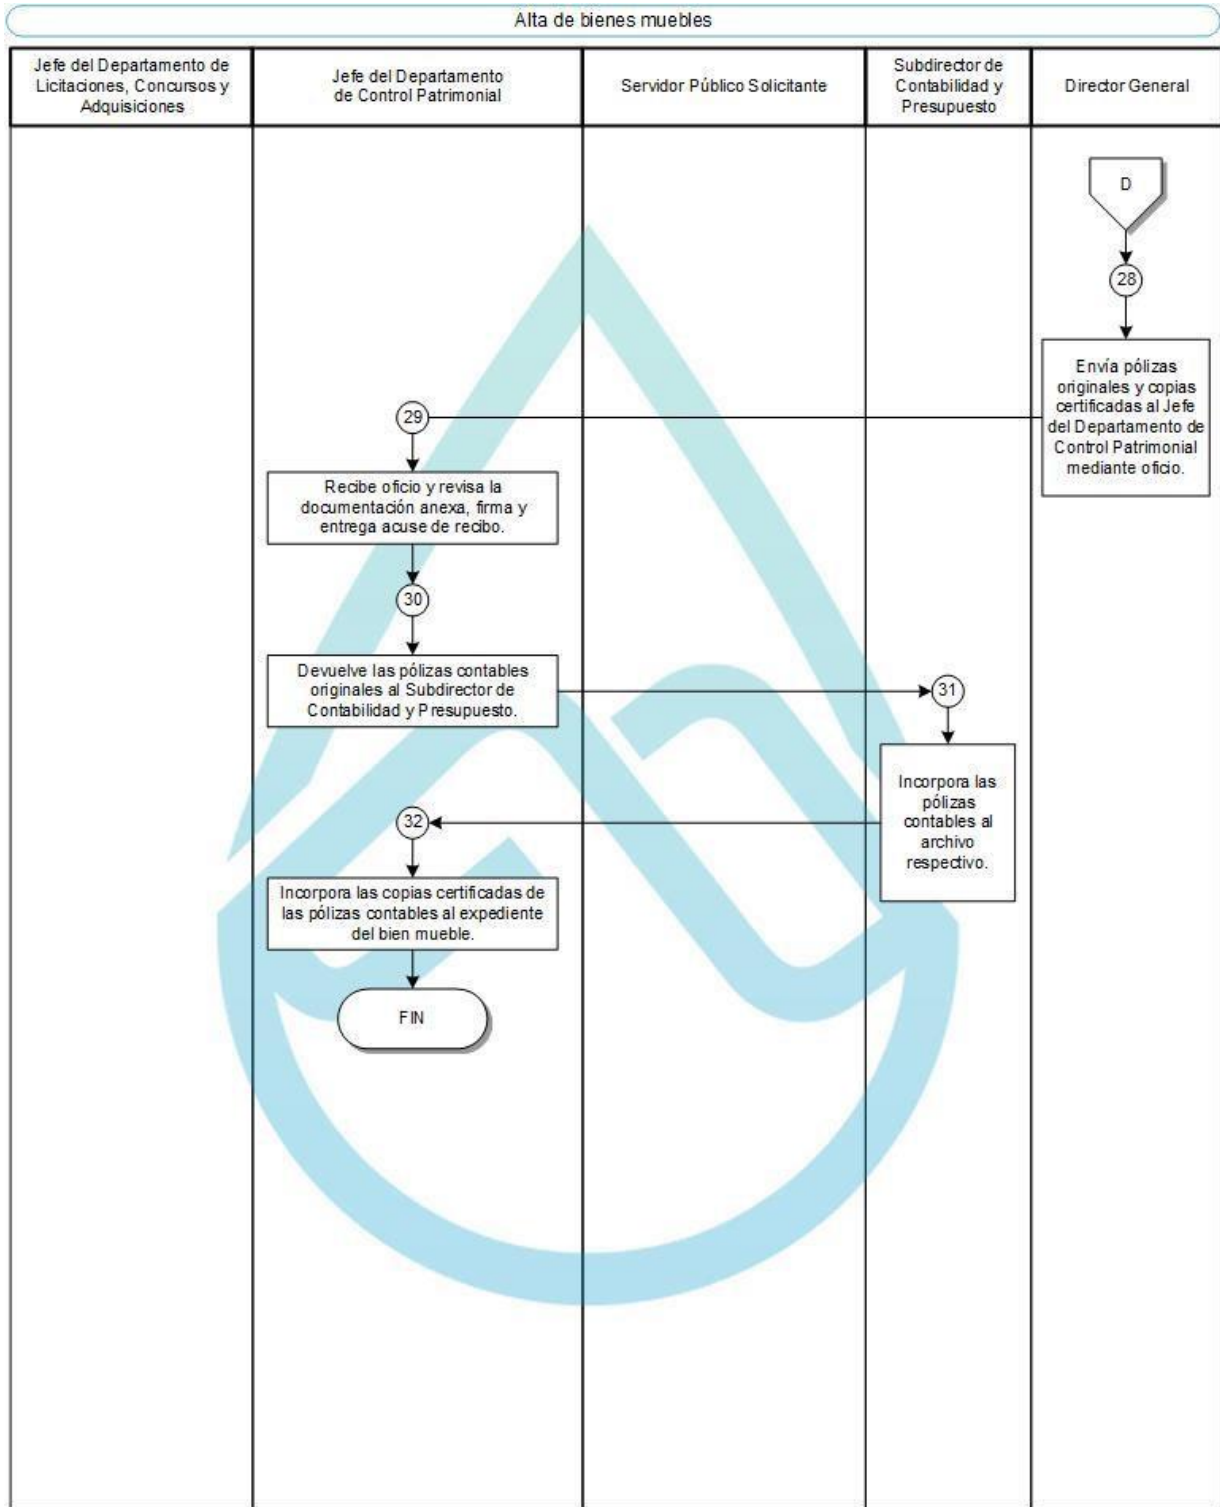 Alta de bienes muebles
Jefe del Departamento de
Licitaciones, Concursos y
Adquisiciones
Jefe del Departamento
de Control Patrimonial
Servidor Público Solicitante
Subdirector de
Contabilidad y
Presupuesto
Director General
D
28
Envía pólizas
originales y copias
certificadas al Jefe
del Departamento de
Control Patrimonial
mediante oficio.
29
Recibe oficio y revisa la
documentación anexa, firma y
entrega acuse de recibo.
30
Devuelve las pólizas contables
originales al Subdirector de
Contabilidad y Presupuesto.
31
Incorpora las
pólizas
contables al
archivo
respectivo.
32
Incorpora las copias certificadas de
las pólizas contables al expediente
del bien mueble.
FIN